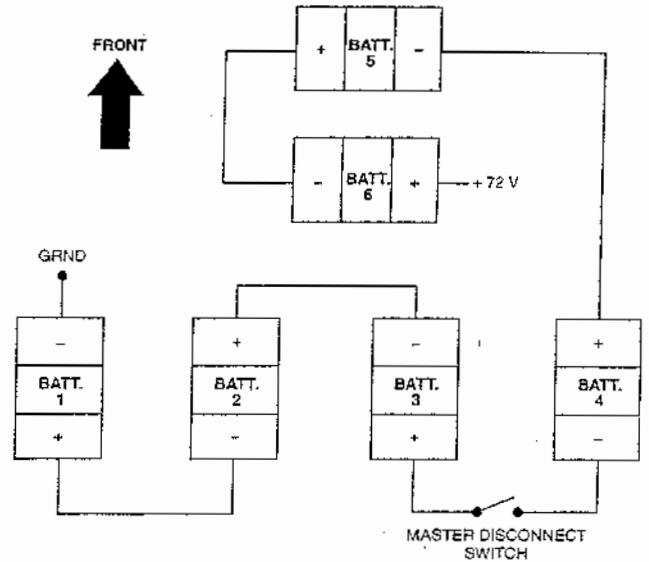 FRONT
+ BATT. 5 -
- BATT. 6 + + 72 V
GRND
- BATT. 1 +
+ BATT. 2 -
- BATT. 3 +
+ BATT. 4 -
MASTER DISCONNECT
SWITCH